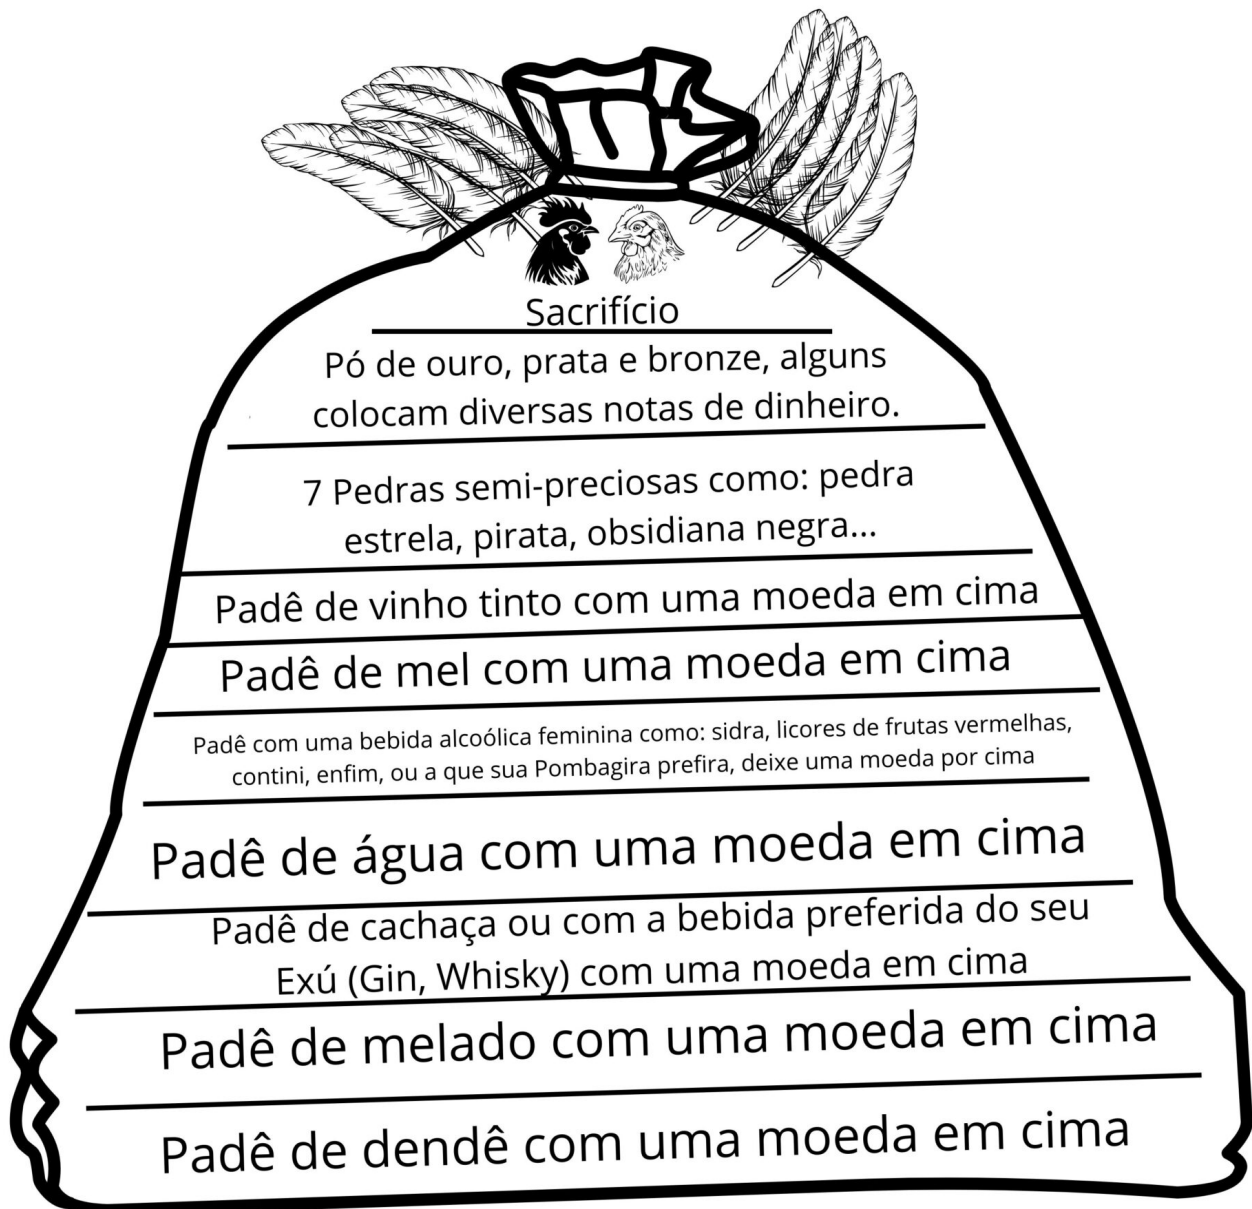 Sacrifício
Pó de ouro, prata e bronze, alguns
colocam diversas notas de dinheiro.
7 Pedras semi-preciosas como: pedra
estrela, pirata, obsidiana negra...
Padê de vinho tinto com uma moeda em cima
Padê de mel com uma moeda em cima
Padê com uma bebida alcoólica feminina como: sidra, licores de frutas vermelhas,
contini, enfim, ou a que sua Pombagira prefira, deixe uma moeda por cima
Padê de água com uma moeda em cima
Padê de cachaça ou com a bebida preferida do seu
Exú (Gin, Whisky) com uma moeda em cima
Padê de melado com uma moeda em cima
Padê de dendê com uma moeda em cima